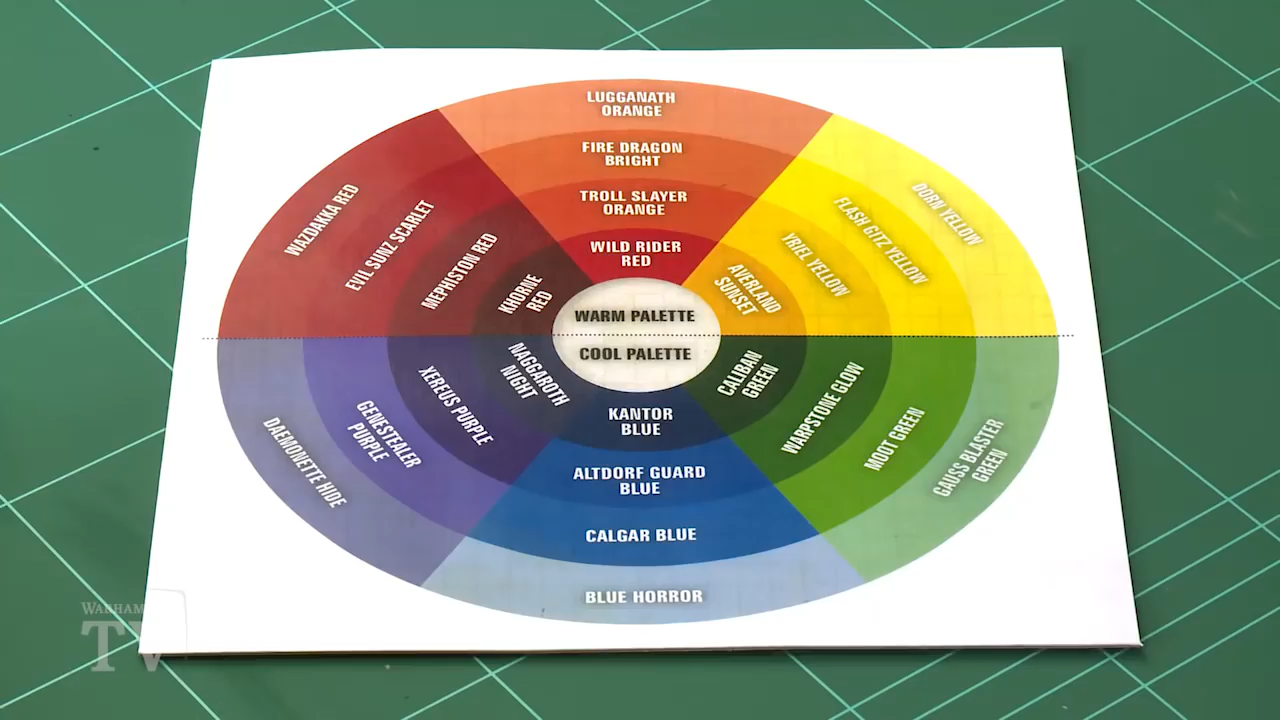 LUGGANATH
ORANGE
FIRE DRAGON
BRIGHT
TROLL SLAYER
ORANGE
WILD RIDER
RED
WAZDAKKA RED
EVIL SUNZ SCARLET
MEPHISTON RED
KHORNE
RED
AVERLAND
SUNSET
YRIEL YELLOW
FLASH GITZ YELLOW
DORN YELLOW
WARM PALETTE
COOL PALETTE
DAEMONETTE HIDE
GENESTEALER
PURPLE
XEREUS PURPLE
NAGGAROTH
NIGHT
KANTOR
BLUE
ALTDORF GUARD
BLUE
CALGAR BLUE
BLUE HORROR
CALIBAN
GREEN
WARPSTONE GLOW
MOOT GREEN
GAUSS BLASTER
GREEN
TV